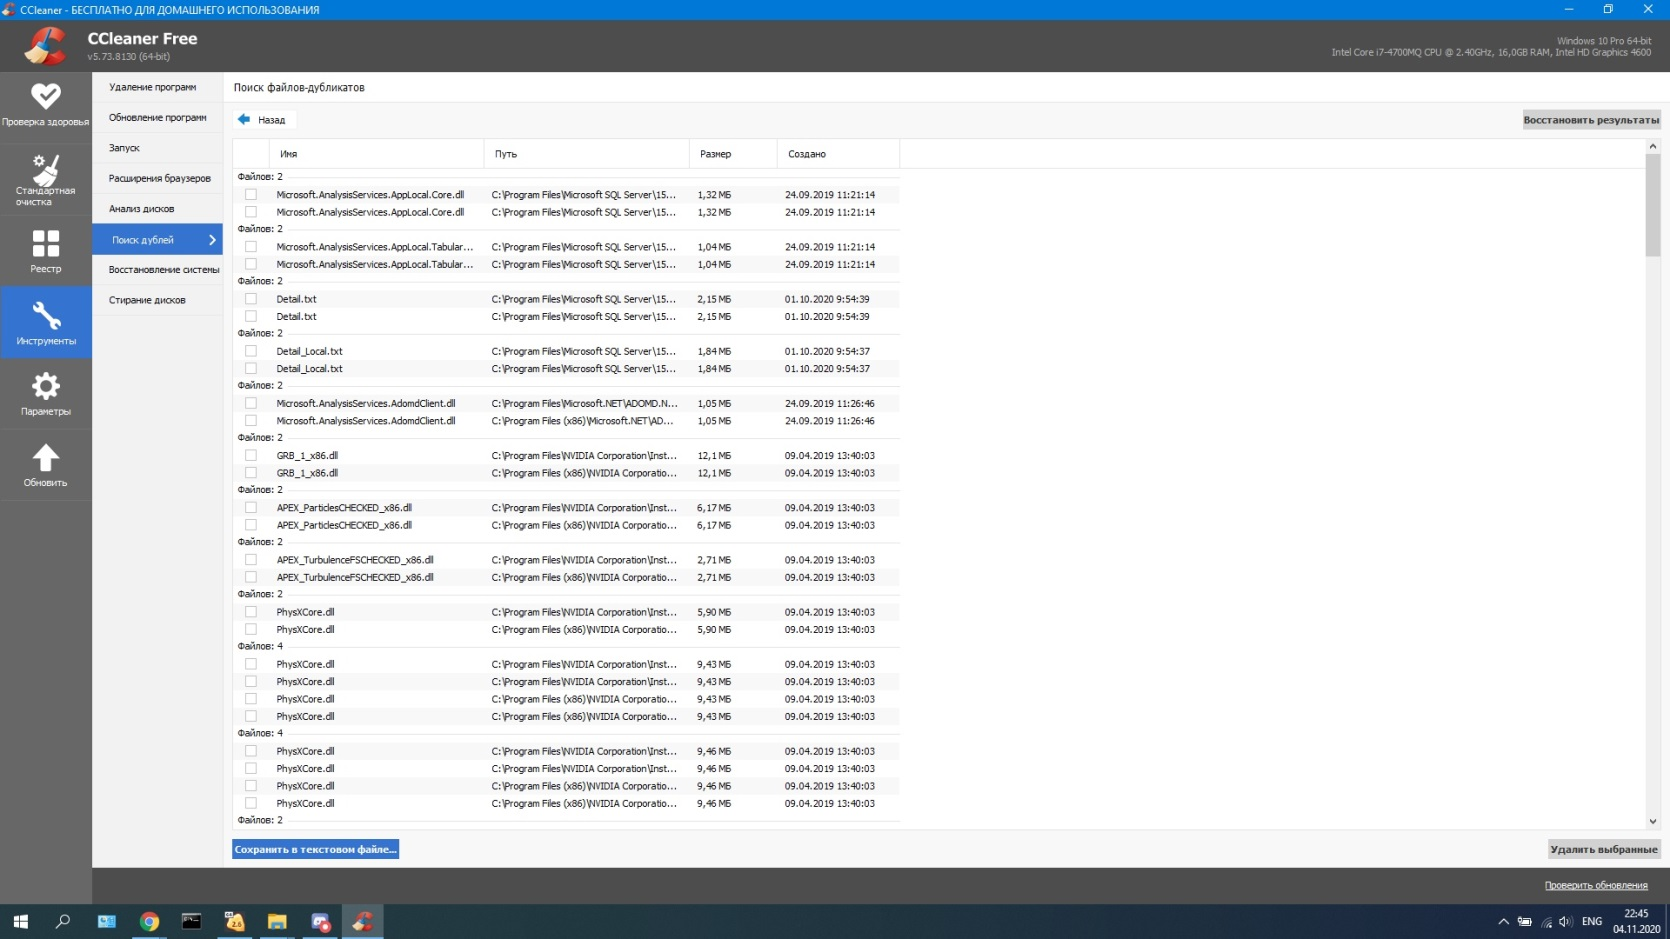 CCleaner - БЕСПЛАТНО ДЛЯ ДОМАШНЕГО ИСПОЛЬЗОВАНИЯ
CCleaner Free
v5.73.8130 (64-bit)
Windows 10 Pro 64-bit
Intel Core i7-4700MQ CPU @ 2.40GHz, 16,0GB RAM, Intel HD Graphics 4600
Проверка здоровья
Стандартная очистка
Реестр
Инструменты
Параметры
Обновить
Удаление программ
Обновление программ
Запуск
Расширения браузеров
Анализ дисков
Поиск дублей
Восстановление системы
Стирание дисков
Поиск файлов-дубликатов
Назад
Восстановить результаты
Имя Путь Размер Создано
Файлов: 2
Microsoft.AnalysisServices.AppLocal.Core.dll C:\Program Files\Microsoft SQL Server\15... 1,32 МБ 24.09.2019 11:21:14
Microsoft.AnalysisServices.AppLocal.Core.dll C:\Program Files\Microsoft SQL Server\15... 1,32 МБ 24.09.2019 11:21:14
Файлов: 2
Microsoft.AnalysisServices.AppLocal.Tabular... C:\Program Files\Microsoft SQL Server\15... 1,04 МБ 24.09.2019 11:21:14
Microsoft.AnalysisServices.AppLocal.Tabular... C:\Program Files\Microsoft SQL Server\15... 1,04 МБ 24.09.2019 11:21:14
Файлов: 2
Detail.txt C:\Program Files\Microsoft SQL Server\15... 2,15 МБ 01.10.2020 9:54:39
Detail.txt C:\Program Files\Microsoft SQL Server\15... 2,15 МБ 01.10.2020 9:54:39
Файлов: 2
Detail_Local.txt C:\Program Files\Microsoft SQL Server\15... 1,84 МБ 01.10.2020 9:54:37
Detail_Local.txt C:\Program Files\Microsoft SQL Server\15... 1,84 МБ 01.10.2020 9:54:37
Файлов: 2
Microsoft.AnalysisServices.AdomdClient.dll C:\Program Files\Microsoft.NET\ADOMD.N... 1,05 МБ 24.09.2019 11:26:46
Microsoft.AnalysisServices.AdomdClient.dll C:\Program Files (x86)\Microsoft.NET\AD... 1,05 МБ 24.09.2019 11:26:46
Файлов: 2
GRB_1_x86.dll C:\Program Files\NVIDIA Corporation\Inst... 12,1 МБ 09.04.2019 13:40:03
GRB_1_x86.dll C:\Program Files (x86)\NVIDIA Corporatio... 12,1 МБ 09.04.2019 13:40:03
Файлов: 2
APEX_ParticlesCHECKED_x86.dll C:\Program Files\NVIDIA Corporation\Inst... 6,17 МБ 09.04.2019 13:40:03
APEX_ParticlesCHECKED_x86.dll C:\Program Files (x86)\NVIDIA Corporatio... 6,17 МБ 09.04.2019 13:40:03
Файлов: 2
APEX_TurbulenceFSCHECKED_x86.dll C:\Program Files\NVIDIA Corporation\Inst... 2,71 МБ 09.04.2019 13:40:03
APEX_TurbulenceFSCHECKED_x86.dll C:\Program Files (x86)\NVIDIA Corporatio... 2,71 МБ 09.04.2019 13:40:03
Файлов: 2
PhysXCore.dll C:\Program Files\NVIDIA Corporation\Inst... 5,90 МБ 09.04.2019 13:40:03
PhysXCore.dll C:\Program Files (x86)\NVIDIA Corporatio... 5,90 МБ 09.04.2019 13:40:03
Файлов: 4
PhysXCore.dll C:\Program Files\NVIDIA Corporation\Inst... 9,43 МБ 09.04.2019 13:40:03
PhysXCore.dll C:\Program Files\NVIDIA Corporation\Inst... 9,43 МБ 09.04.2019 13:40:03
PhysXCore.dll C:\Program Files (x86)\NVIDIA Corporatio... 9,43 МБ 09.04.2019 13:40:03
PhysXCore.dll C:\Program Files (x86)\NVIDIA Corporatio... 9,43 МБ 09.04.2019 13:40:03
Файлов: 4
PhysXCore.dll C:\Program Files\NVIDIA Corporation\Inst... 9,46 МБ 09.04.2019 13:40:03
PhysXCore.dll C:\Program Files\NVIDIA Corporation\Inst... 9,46 МБ 09.04.2019 13:40:03
PhysXCore.dll C:\Program Files (x86)\NVIDIA Corporatio... 9,46 МБ 09.04.2019 13:40:03
PhysXCore.dll C:\Program Files (x86)\NVIDIA Corporatio... 9,46 МБ 09.04.2019 13:40:03
Файлов: 2
Сохранить в текстовом файле...
Удалить выбранные
Проверить обновления
ENG
22:45
04.11.2020